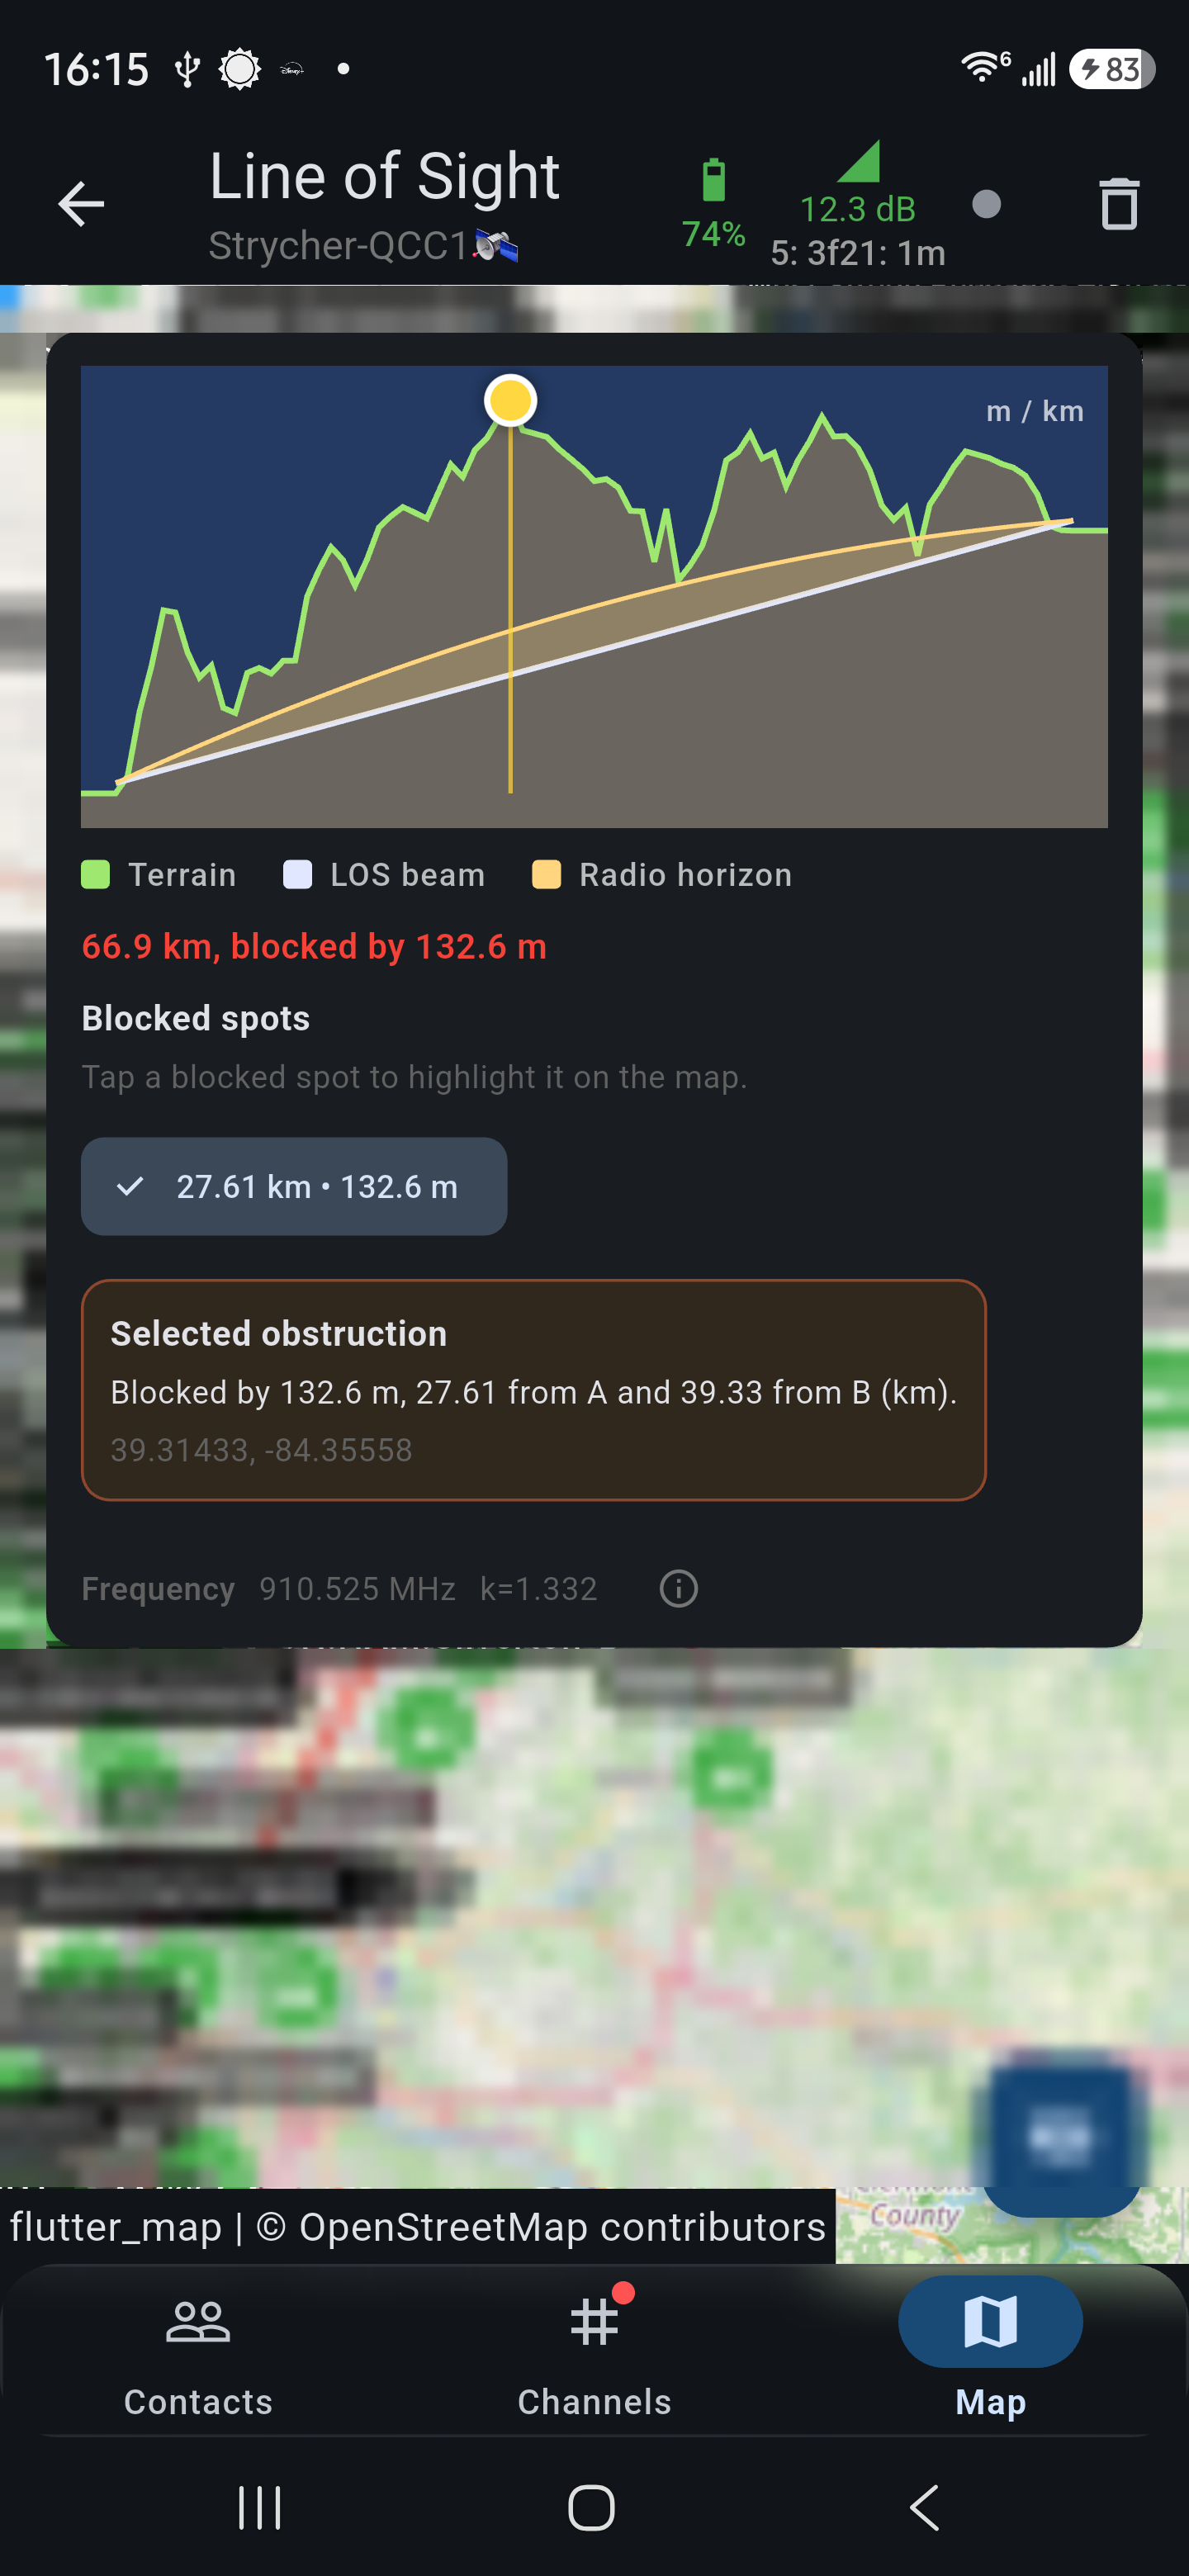 16:15
6
83
Line of Sight
Strycher-QCC1🛰️
74%
12.3 dB
5: 3f21: 1m
m / km
Terrain LOS beam Radio horizon
66.9 km, blocked by 132.6 m
Blocked spots
Tap a blocked spot to highlight it on the map.
27.61 km • 132.6 m
Selected obstruction
Blocked by 132.6 m, 27.61 from A and 39.33 from B (km).
39.31433, -84.35558
Frequency 910.525 MHz k=1.332
flutter_map | © OpenStreetMap contributors
County
Contacts
Channels
Map